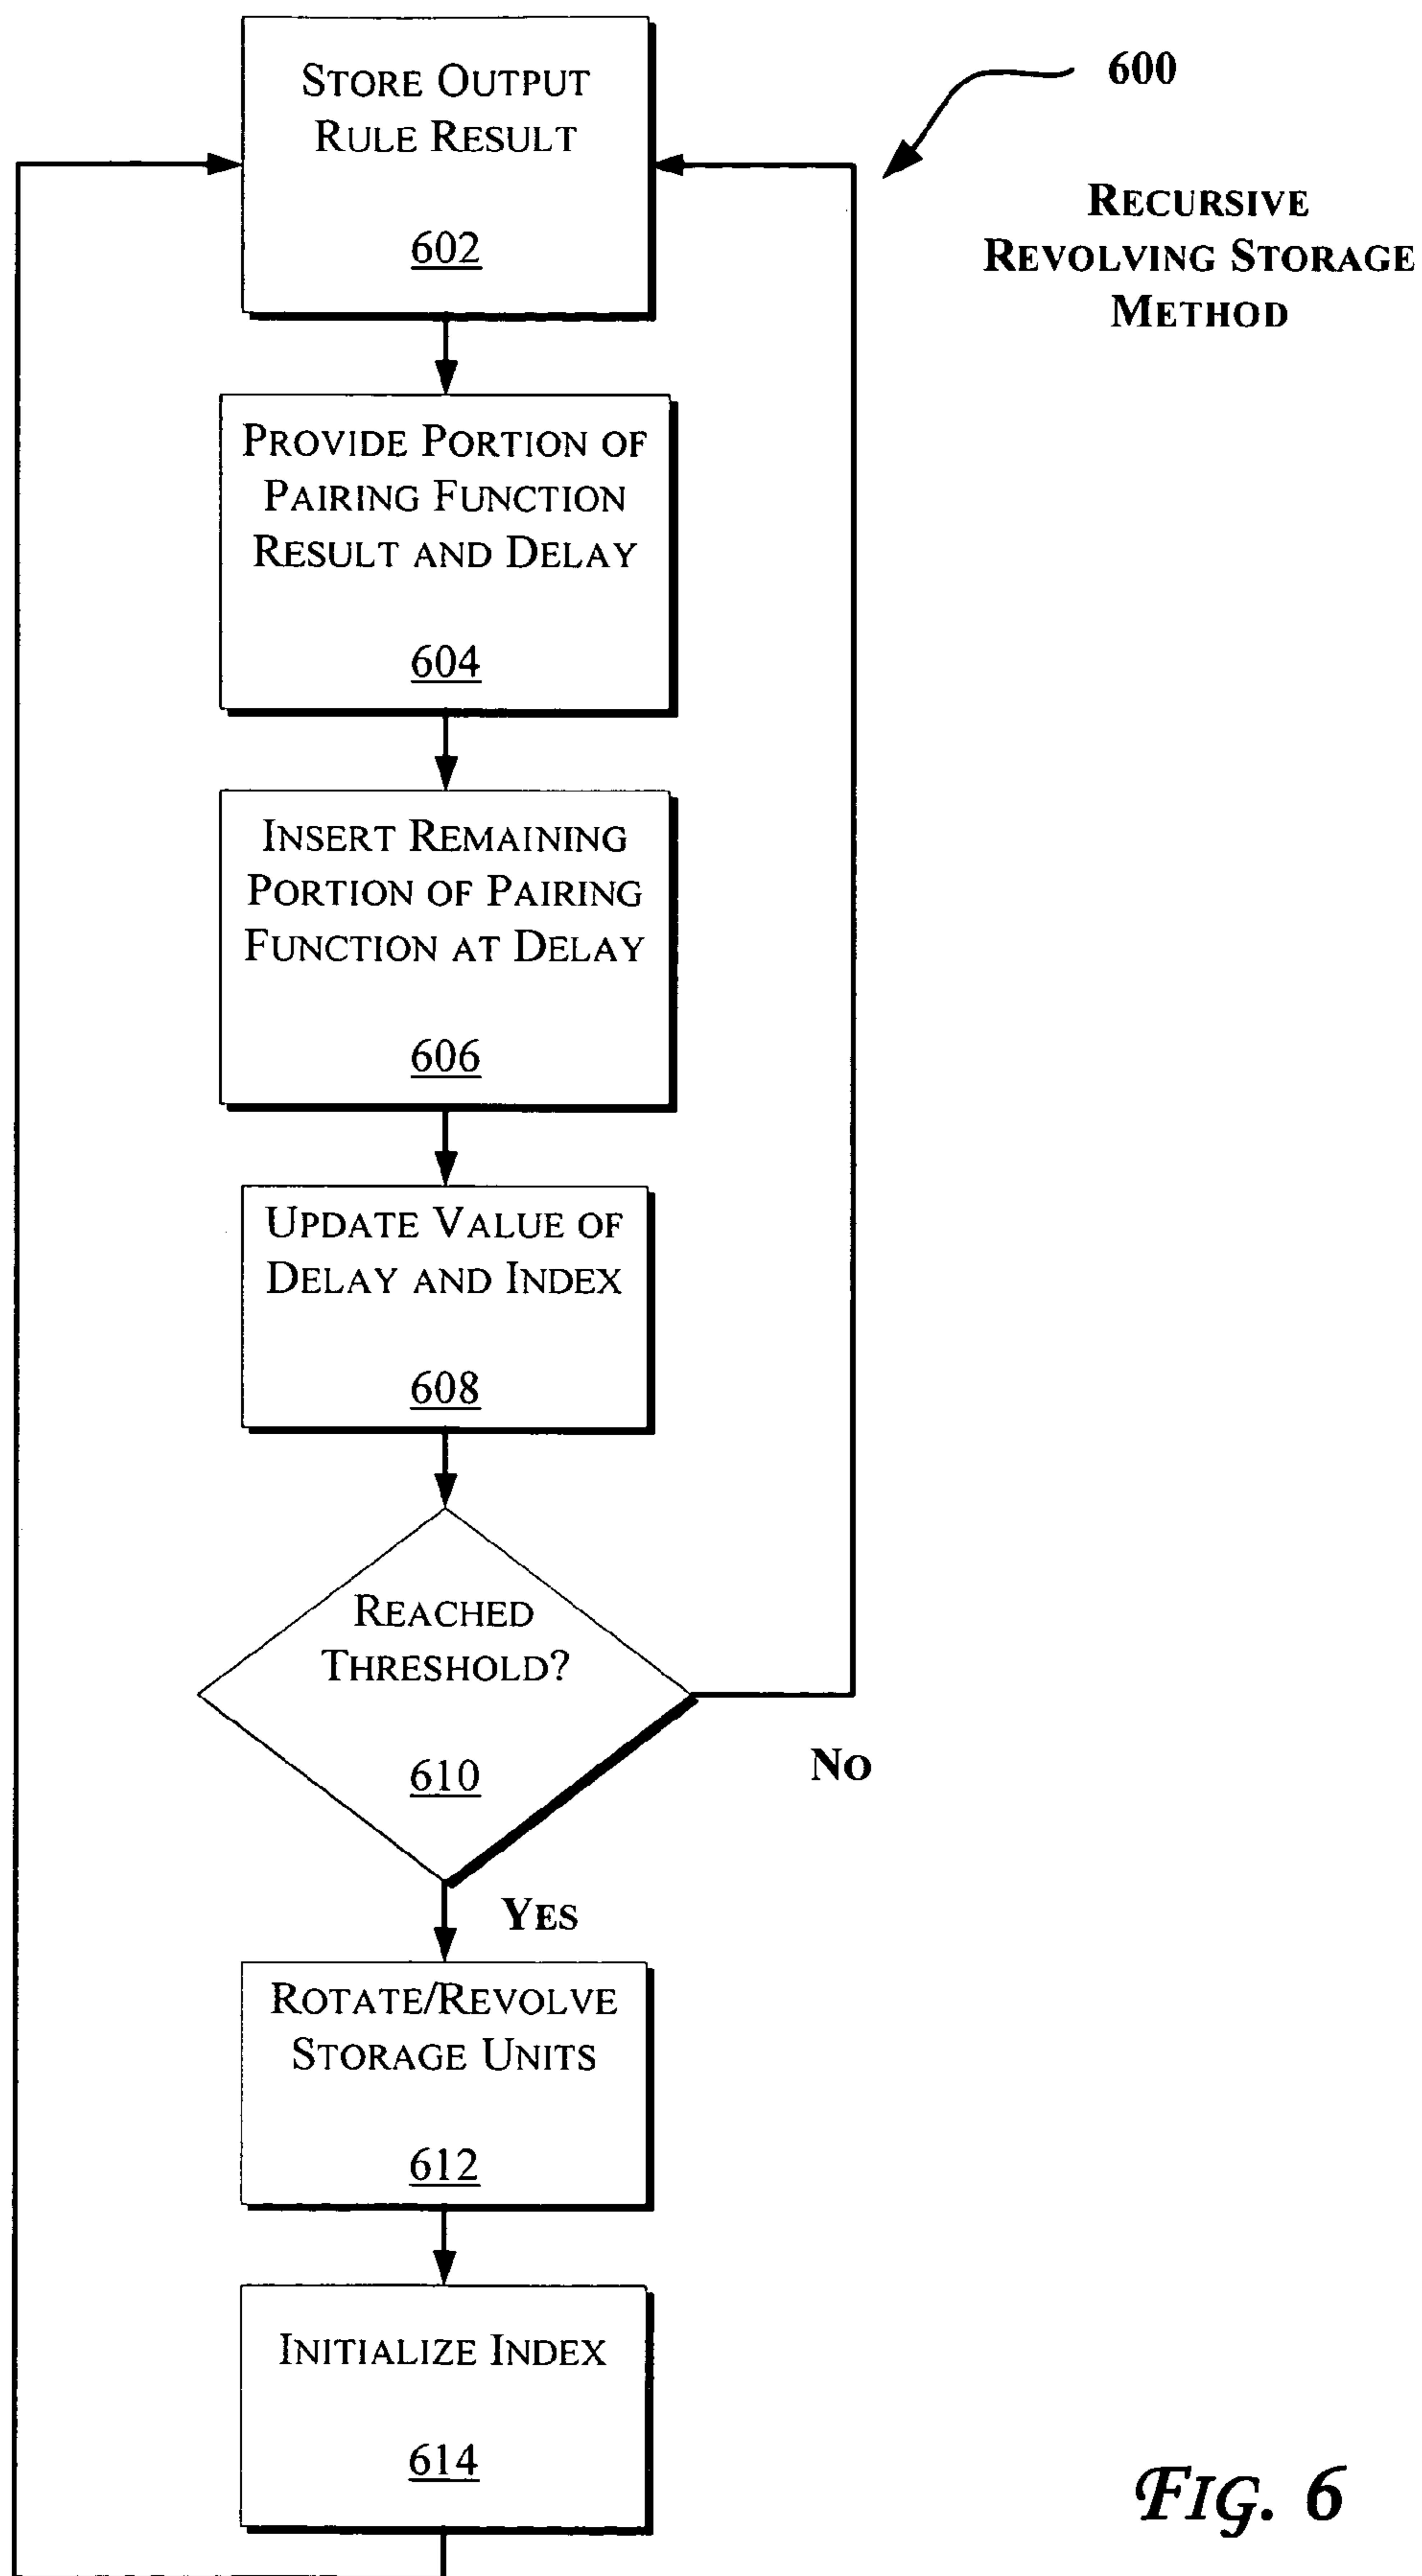 STORE OUTPUT
RULE RESULT
602
600
RECURSIVE
REVOLVING STORAGE
METHOD
PROVIDE PORTION OF
PAIRING FUNCTION
RESULT AND DELAY
604
INSERT REMAINING
PORTION OF PAIRING
FUNCTION AT DELAY
606
UPDATE VALUE OF
DELAY AND INDEX
608
REACHED
THRESHOLD?
610
NO
YES
ROTATE/REVOLVE
STORAGE UNITS
612
INITIALIZE INDEX
614
FIG. 6